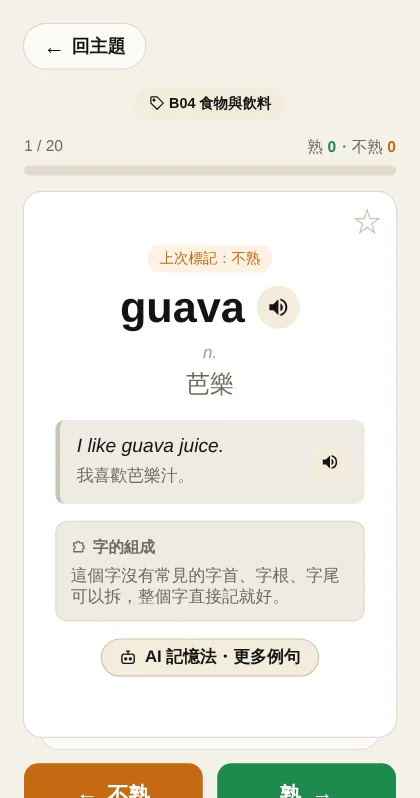 ← 回主題
B04 食物與飲料
1 / 20
熟 0 · 不熟 0
上次標記：不熟
guava
n.
芭樂
I like guava juice.
我喜歡芭樂汁。
字的組成
這個字沒有常見的字首、字根、字尾
可以拆，整個字直接記就好。
AI 記憶法・更多例句
← 不熟
熟 →